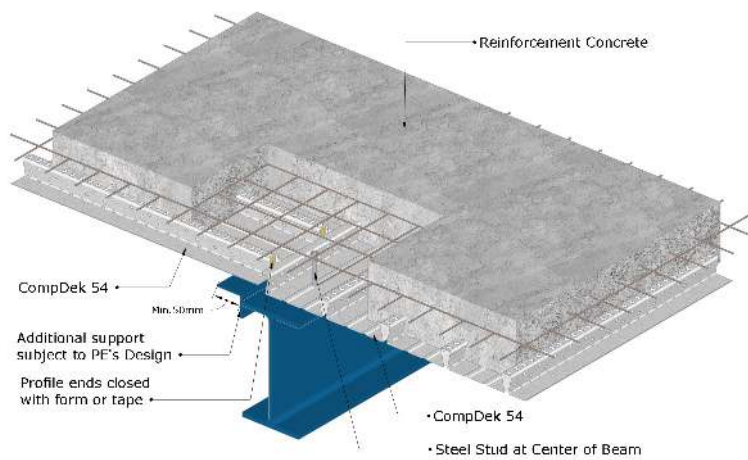 Reinforcement Concrete
CompDek 54
Min.50mm
Additional support
subject to PE's Design
Profile ends closed
with form or tape
CompDek 54
Steel Stud at Center of Beam